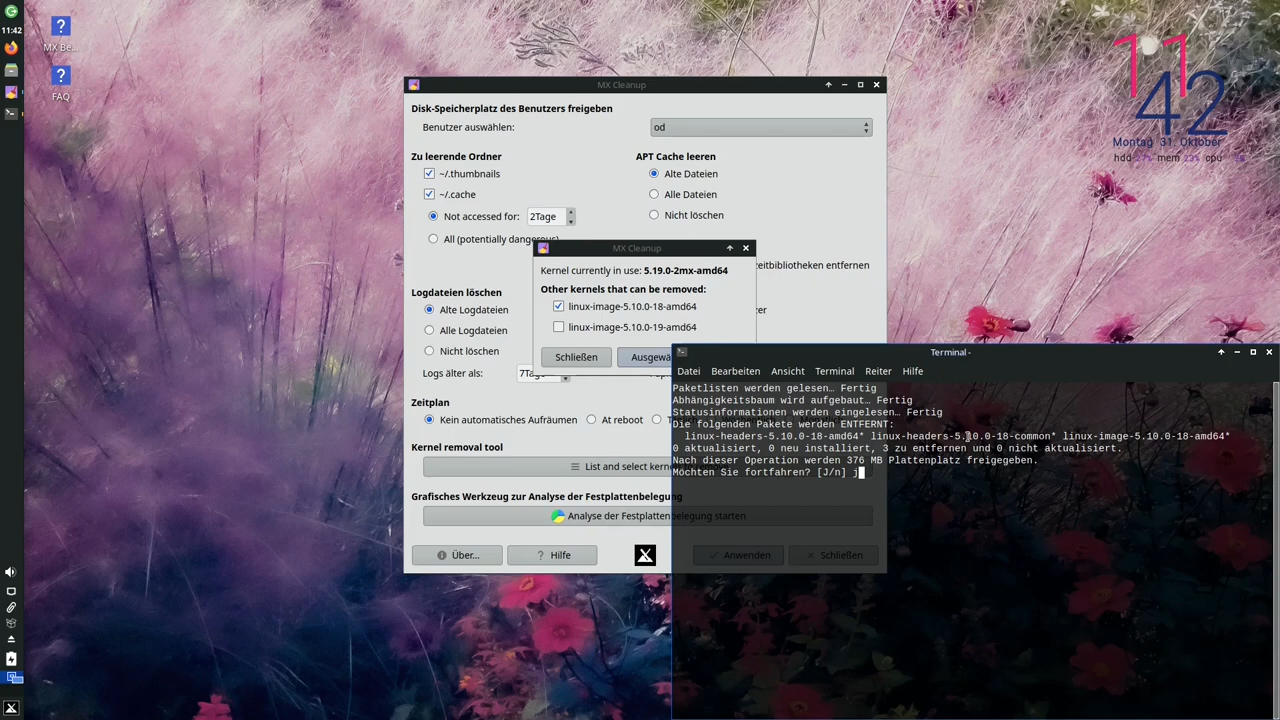 11:42
MX Be...
FAQ
11
42
Montag 31. Oktober
hdd 27% mem 23% cpu
MX Cleanup
Disk-Speicherplatz des Benutzers freigeben
Benutzer auswählen:
od
Zu leerende Ordner
APT Cache leeren
~/.thumbnails
Alte Dateien
~/.cache
Alle Dateien
Not accessed for:
2Tage
Nicht löschen
All (potentially dangerous)
zeitbibliotheken entfernen
Logdateien löschen
Alte Logdateien
zer
Alle Logdateien
Nicht löschen
Logs älter als:
7Tage
Zeitplan
Kein automatisches Aufräumen
At reboot
Kernel removal tool
List and select kerne
Grafisches Werkzeug zur Analyse der Festplattenbelegung
Analyse der Festplattenbelegung starten
Über...
Hilfe
Anwenden
Schließen
MX Cleanup
Kernel currently in use: 5.19.0-2mx-amd64
Other kernels that can be removed:
linux-image-5.10.0-18-amd64
linux-image-5.10.0-19-amd64
Schließen
Ausgewä
Terminal -
Datei Bearbeiten Ansicht Terminal Reiter Hilfe
Paketlisten werden gelesen… Fertig
Abhängigkeitsbaum wird aufgebaut… Fertig
Statusinformationen werden eingelesen… Fertig
Die folgenden Pakete werden ENTFERNT:
linux-headers-5.10.0-18-amd64* linux-headers-5.10.0-18-common* linux-image-5.10.0-18-amd64*
0 aktualisiert, 0 neu installiert, 3 zu entfernen und 0 nicht aktualisiert.
Nach dieser Operation werden 376 MB Plattenplatz freigegeben.
Möchten Sie fortfahren? [J/n] j